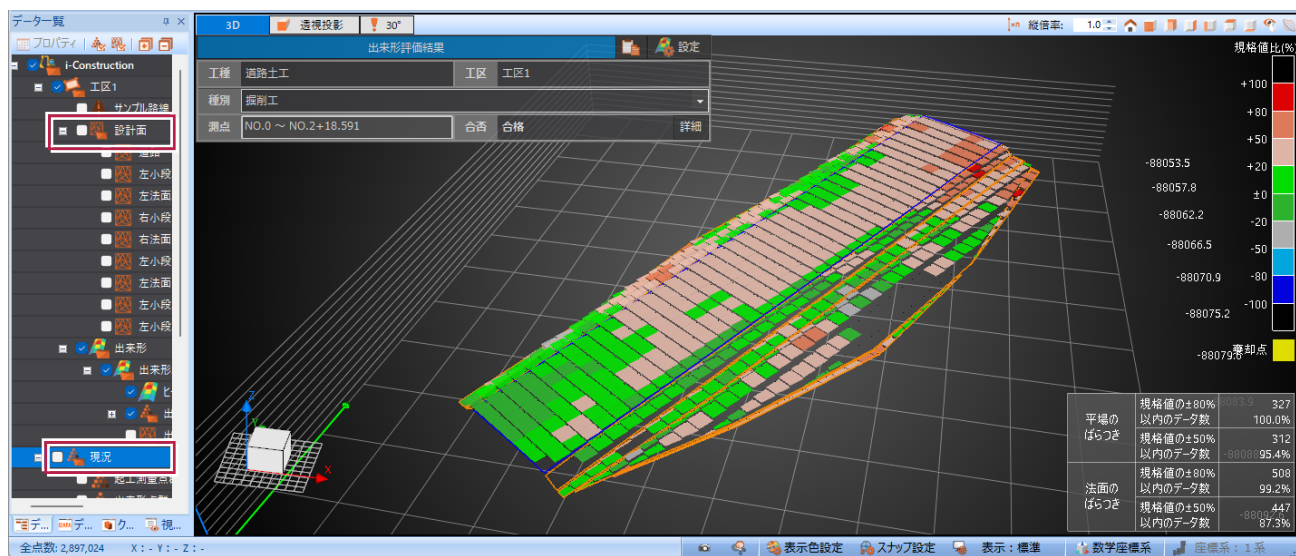 データ一覧
プロパティ
i-Construction
工区1
サンプル路線
設計面
道路
左小段
左法面
右小段
右法面
左小段
左法面
左小段
左小段
出来形
出来形
ヒ
出
出
現況
起工測量点群
デ... デ... ク... 視...
3D 透視投影 30°
縦倍率: 1.0
出来形評価結果 設定
工種 道路土工 工区 工区1
種別 掘削工
測点 NO.0 ～ NO.2+18.591 合否 合格 詳細
規格値比(%)
+100
+80
+50
+20
±0
-20
-50
-80
-100
棄却点
-88053.5
-88057.8
-88062.2
-88066.5
-88070.9
-88075.2
-88079.6
Z
Y
X
平場のばらつき
規格値の±80%以内のデータ数 327 100.0%
規格値の±50%以内のデータ数 312 95.4%
法面のばらつき
規格値の±80%以内のデータ数 508 99.2%
規格値の±50%以内のデータ数 447 87.3%
全点数: 2,897,024 X : - Y : - Z : -
表示色設定 スナップ設定 表示 : 標準 数学座標系 座標系 : 1 系